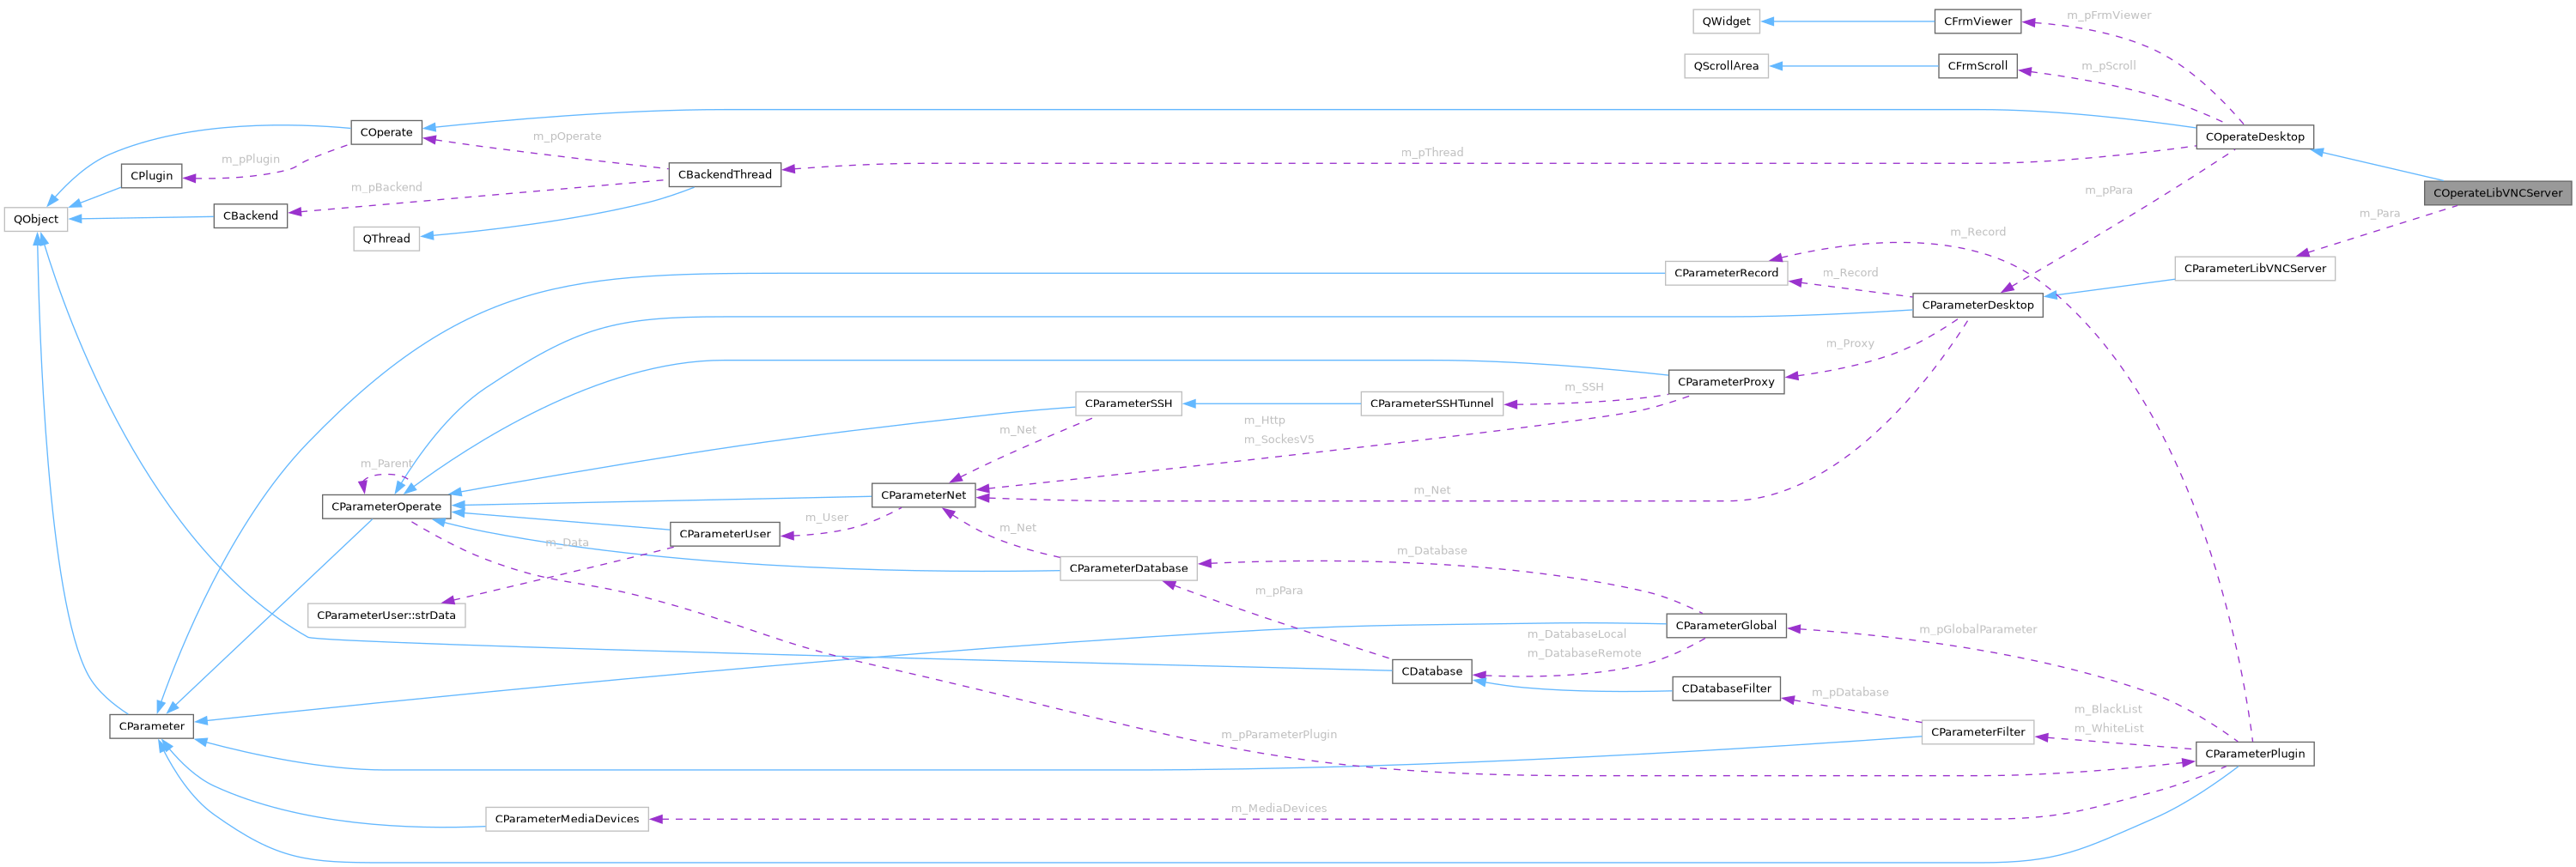 QWidget
CFrmViewer
m_pFrmViewer
QScrollArea
CFrmScroll
m_pScroll
COperate
m_pOperate
COperateDesktop
m_pPlugin
m_pThread
CPlugin
CBackendThread
m_pBackend
m_pPara
COperateLibVNCServer
QObject
CBackend
m_Para
QThread
m_Record
CParameterRecord
m_Record
CParameterLibVNCServer
CParameterDesktop
m_Proxy
CParameterProxy
m_SSH
CParameterSSH
CParameterSSHTunnel
m_Http
m_SockesV5
m_Net
m_Parent
m_Net
CParameterNet
CParameterOperate
m_User
m_Net
CParameterUser
m_Data
m_Database
CParameterDatabase
m_pPara
CParameterUser::strData
CParameterGlobal
m_pGlobalParameter
m_DatabaseLocal
m_DatabaseRemote
CDatabase
CDatabaseFilter
m_pDatabase
m_BlackList
m_WhiteList
CParameter
m_pParameterPlugin
CParameterFilter
CParameterPlugin
m_MediaDevices
CParameterMediaDevices